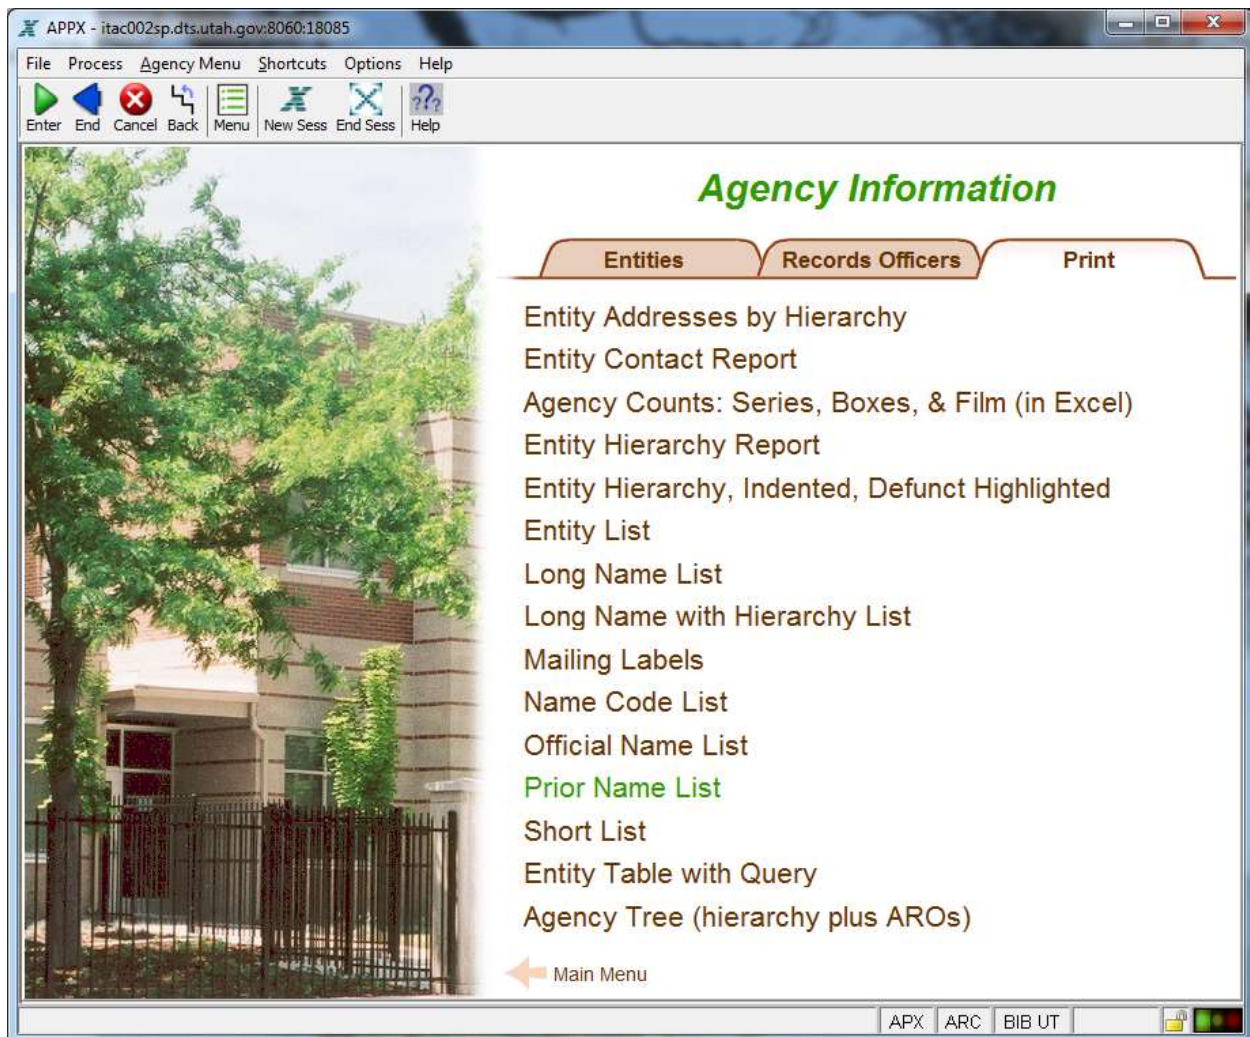 APPX - itac002sp.dts.utah.gov:8060:18085
File Process Agency Menu Shortcuts Options Help
Enter End Cancel Back Menu New Sess End Sess Help
Agency Information
Entities Records Officers Print
Entity Addresses by Hierarchy
Entity Contact Report
Agency Counts: Series, Boxes, & Film (in Excel)
Entity Hierarchy Report
Entity Hierarchy, Indented, Defunct Highlighted
Entity List
Long Name List
Long Name with Hierarchy List
Mailing Labels
Name Code List
Official Name List
Prior Name List
Short List
Entity Table with Query
Agency Tree (hierarchy plus AROs)
Main Menu
APX ARC BIB UT